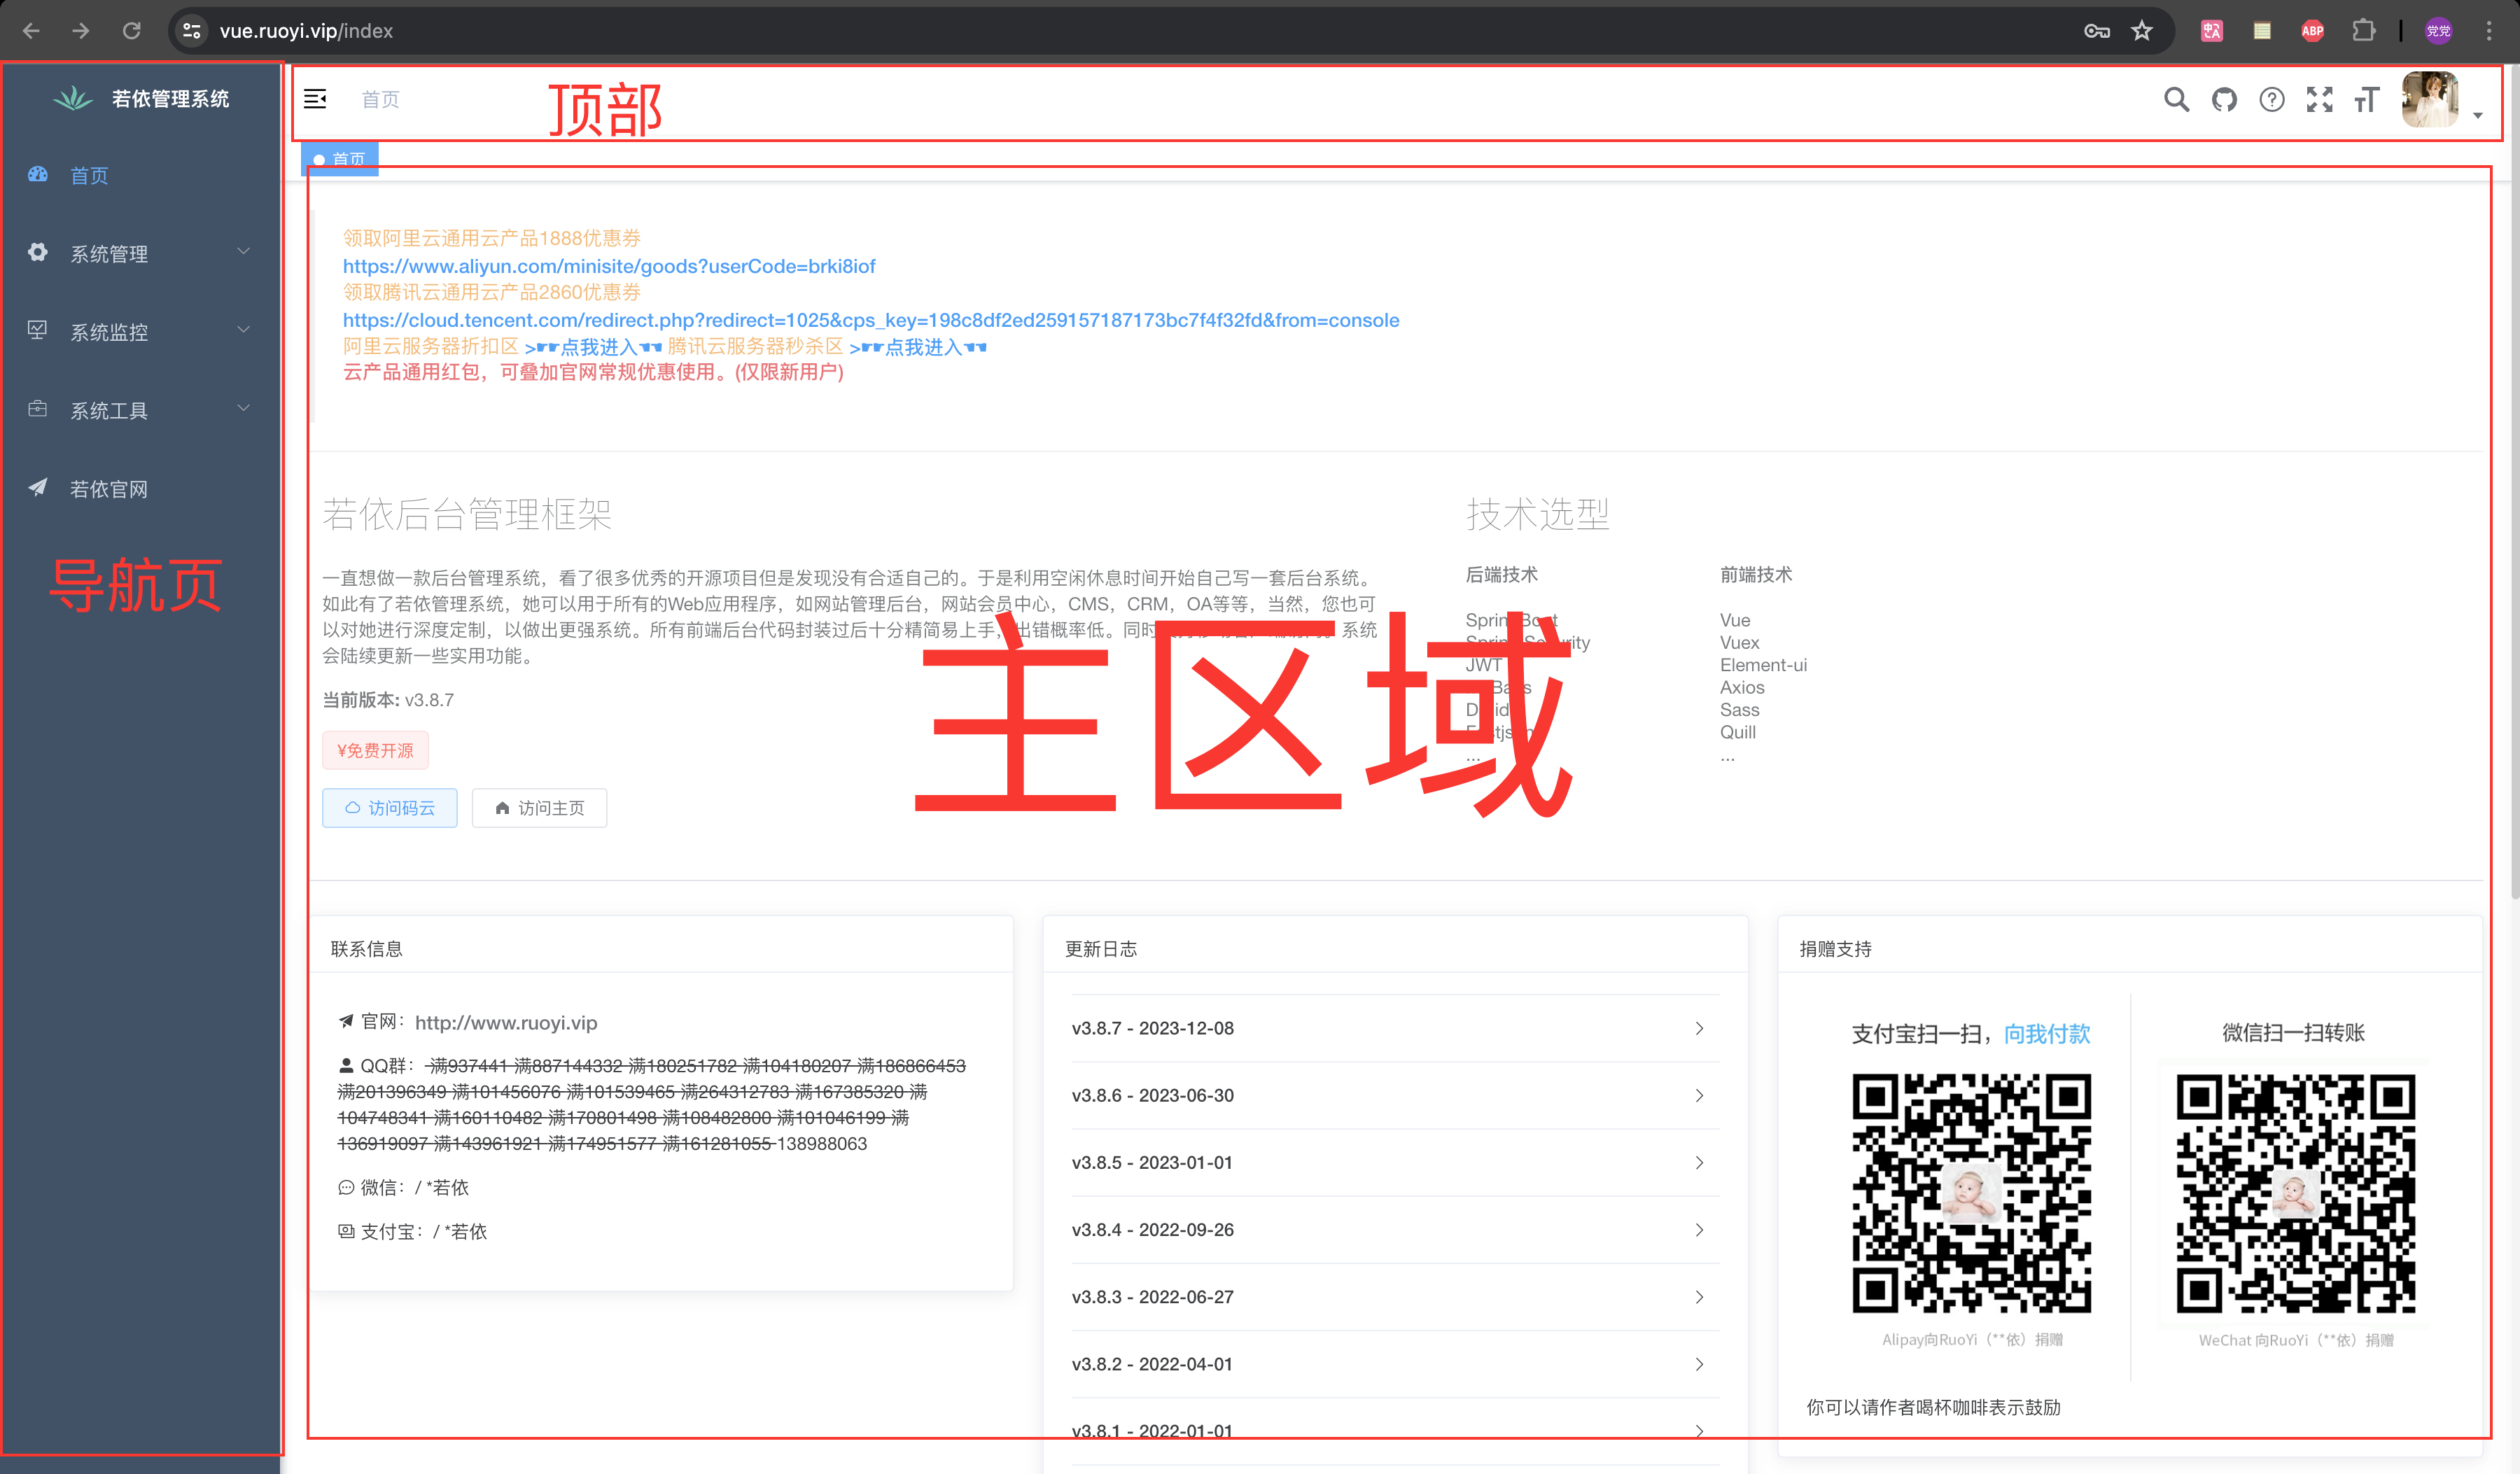 vue.ruoyi.vip/index
ABP
党党
若依管理系统
首页
系统管理
系统监控
系统工具
若依官网
导航页
首页
顶部
首页
领取阿里云通用云产品1888优惠券
https://www.aliyun.com/minisite/goods?userCode=brki8iof
领取腾讯云通用云产品2860优惠券
https://cloud.tencent.com/redirect.php?redirect=1025&cps_key=198c8df2ed259157187173bc7f4f32fd&from=console
阿里云服务器折扣区 >☛☛点我进入☚☚ 腾讯云服务器秒杀区 >☛☛点我进入☚☚
云产品通用红包，可叠加官网常规优惠使用。(仅限新用户)
若依后台管理框架
一直想做一款后台管理系统，看了很多优秀的开源项目但是发现没有合适自己的。于是利用空闲休息时间开始自己写一套后台系统。
如此有了若依管理系统，她可以用于所有的Web应用程序，如网站管理后台，网站会员中心，CMS，CRM，OA等等，当然，您也可
以对她进行深度定制，以做出更强系统。所有前端后台代码封装过后十分精简易上手，出错概率低。同时 系统
会陆续更新一些实用功能。
当前版本: v3.8.7
¥免费开源
访问码云
访问主页
主区域
技术选型
后端技术
SpringBoot
Spring Security
JWT
...
前端技术
Vue
Vuex
Element-ui
Axios
Sass
Quill
...
联系信息
官网：http://www.ruoyi.vip
QQ群： 满937441 满887144332 满180251782 满104180207 满186866453
满201396349 满101456076 满101539465 满264312783 满167385320 满
104748341 满160110482 满170801498 满108482800 满101046199 满
136919097 满143961921 满174951577 满161281055 138988063
微信：/ *若依
支付宝：/ *若依
更新日志
v3.8.7 - 2023-12-08
v3.8.6 - 2023-06-30
v3.8.5 - 2023-01-01
v3.8.4 - 2022-09-26
v3.8.3 - 2022-06-27
v3.8.2 - 2022-04-01
v3.8.1 - 2022-01-01
捐赠支持
支付宝扫一扫，向我付款
Alipay向RuoYi（**依）捐赠
微信扫一扫转账
WeChat 向RuoYi（**依）捐赠
你可以请作者喝杯咖啡表示鼓励